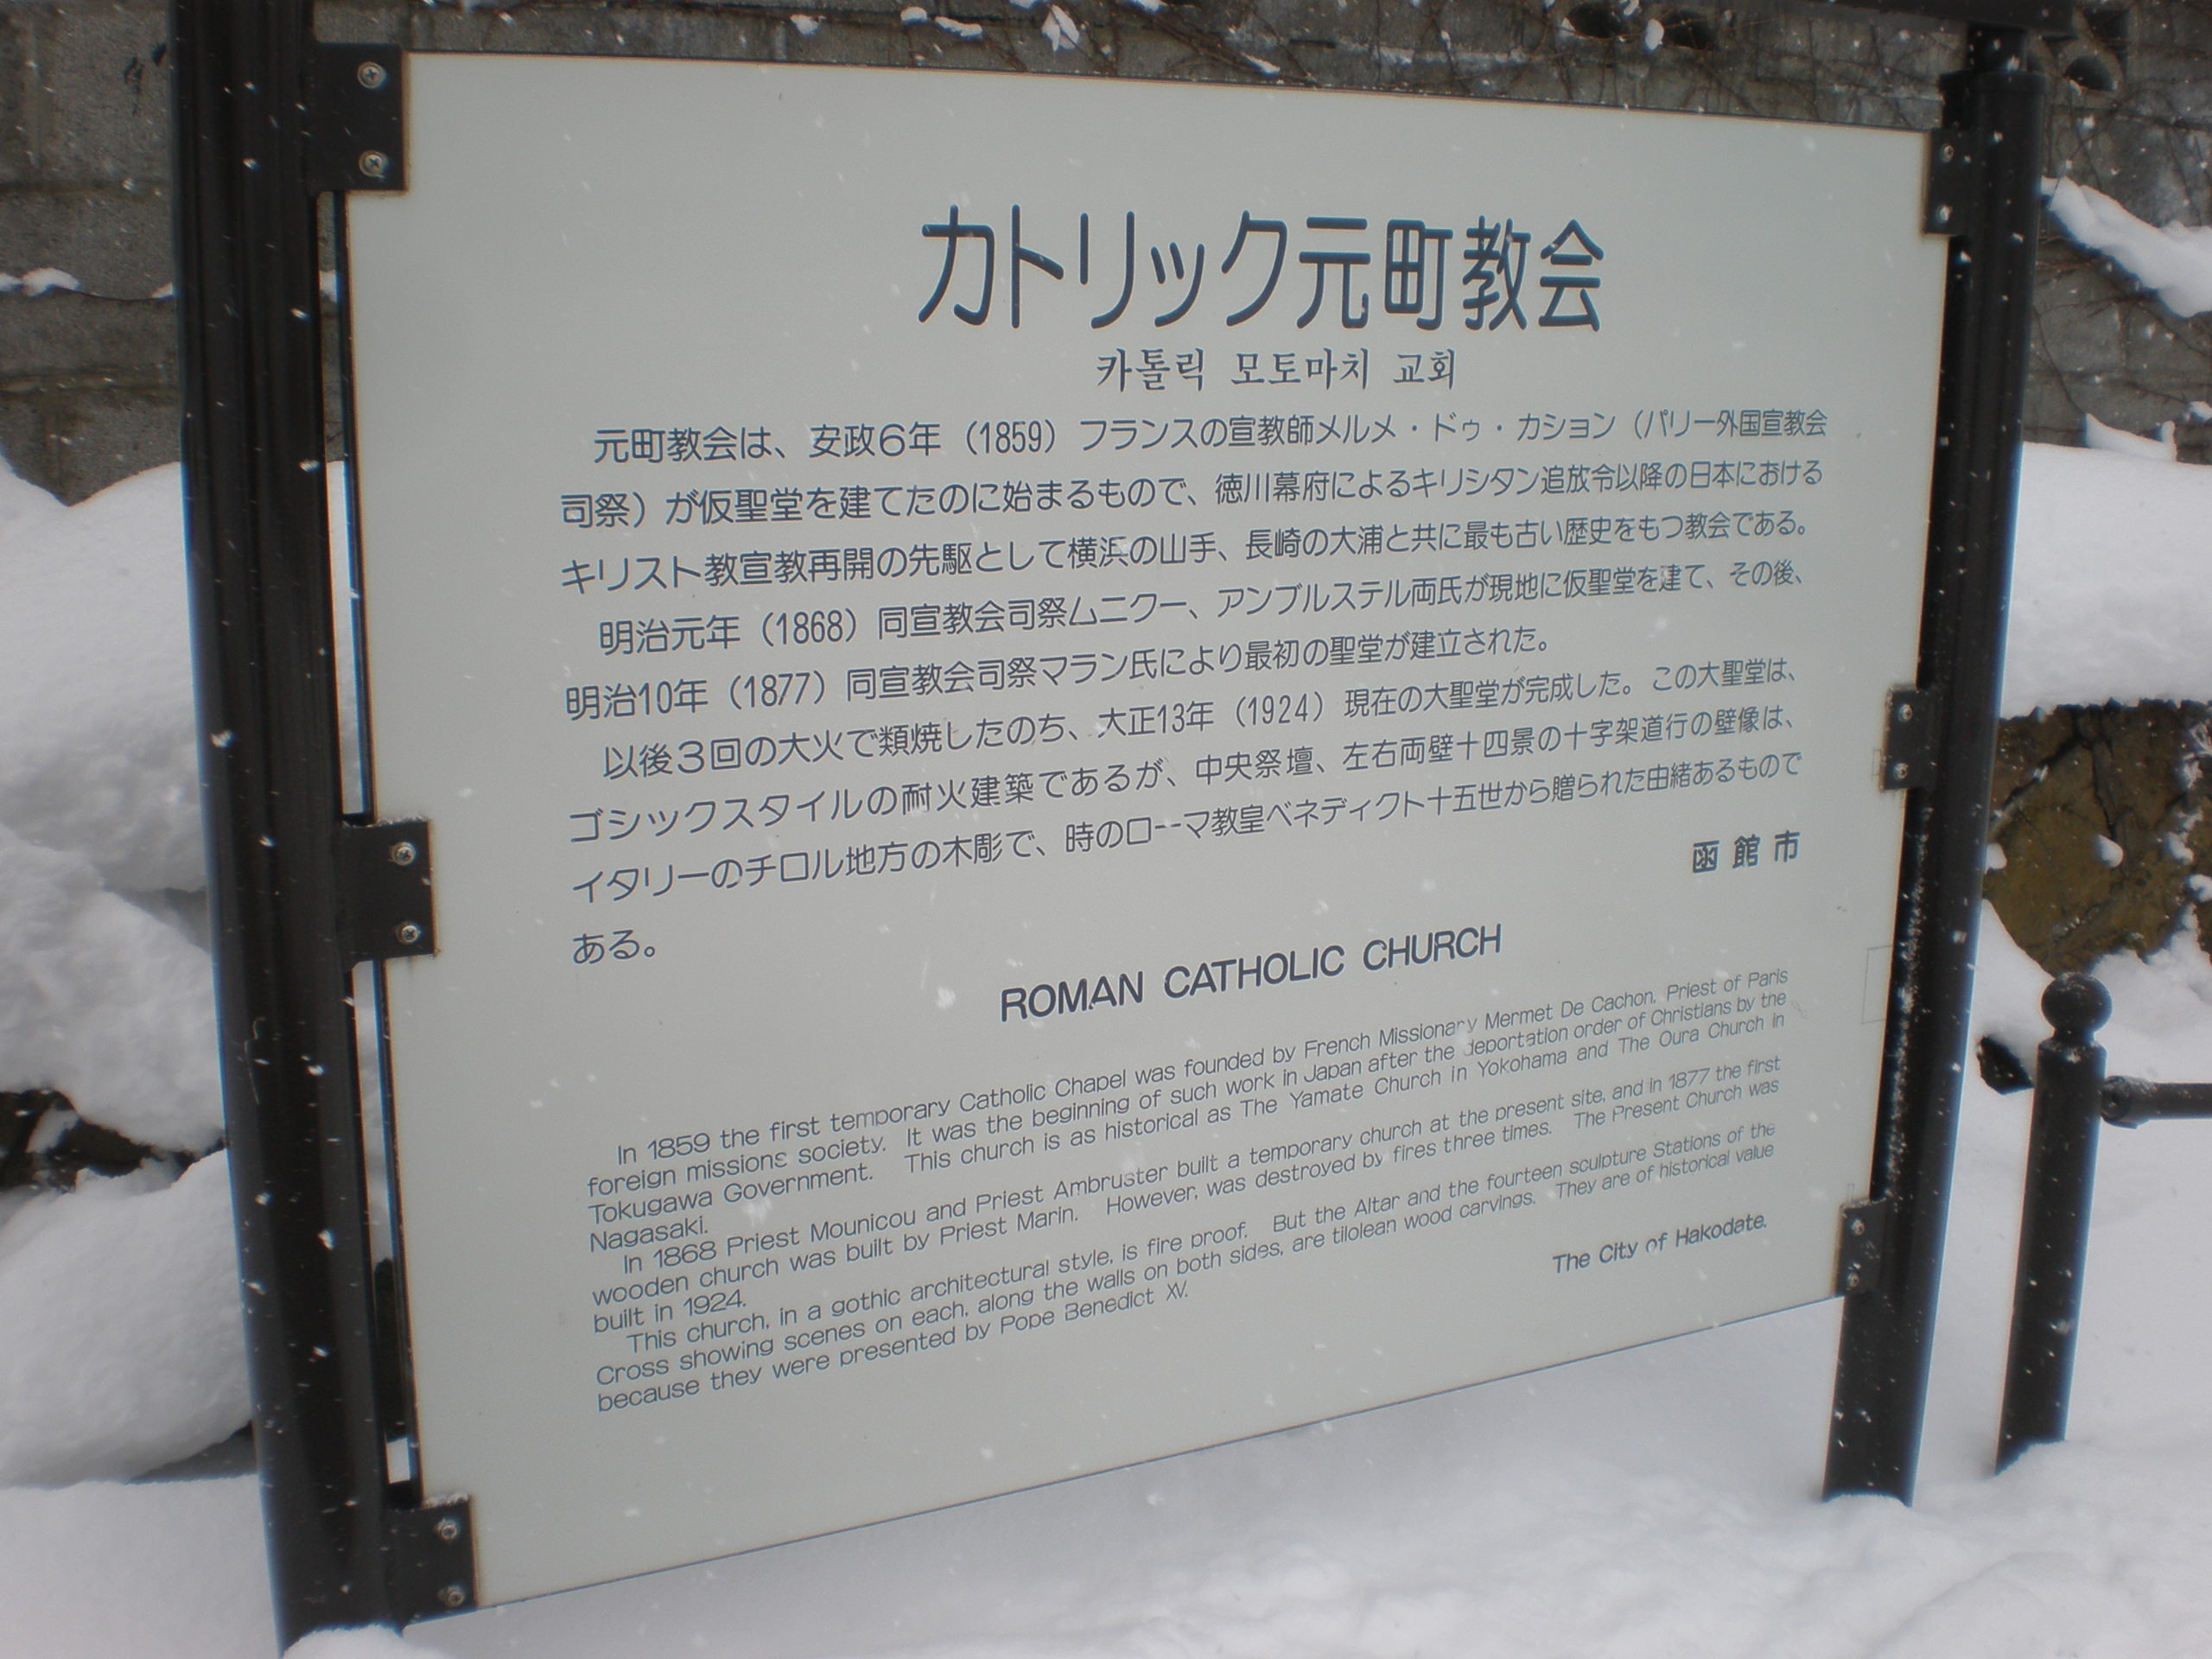 カトリック元町教会
카톨릭 모토마치 교회
元町教会は、安政6年（1859）フランスの宣教師メルメ・ドゥ・カション（パリー外国宣教会
司祭）が仮聖堂を建てたのに始まるもので、徳川幕府によるキリシタン追放令以降の日本における
キリスト教宣教再開の先駆として横浜の山手、長崎の大浦と共に最も古い歴史をもつ教会である。
明治元年（1868）同宣教会司祭ムニクー、アンブルステル両氏が現地に仮聖堂を建て、その後、
明治10年（1877）同宣教会司祭マラン氏により最初の聖堂が建立された。
以後3回の大火で類焼したのち、大正13年（1924）現在の大聖堂が完成した。この大聖堂は、
ゴシックスタイルの耐火建築であるが、中央祭壇、左右両壁十四景の十字架道行の壁像は、
イタリーのチロル地方の木彫で、時のローマ教皇ベネディクト十五世から贈られた由緒あるもので
ある。
函館市
ROMAN CATHOLIC CHURCH
In 1859 the first temporary Catholic Chapel was founded by French Missionary Mermet De Cachon, Priest of Paris
foreign missions society. It was the beginning of such work in Japan after the deportation order of Christians by the
Tokugawa Government. This church is as historical as The Yamate Church in Yokohama and The Oura Church in
Nagasaki.
In 1868 Priest Mounicou and Priest Ambruster built a temporary church at the present site, and in 1877 the first
wooden church was built by Priest Marin. However, was destroyed by fires three times. The Present Church was
built in 1924.
This church, in a gothic architectural style, is fire proof. But the Altar and the fourteen sculpture Stations of the
Cross showing scenes on each, along the walls on both sides, are tilolean wood carvings. They are of historical value
because they were presented by Pope Benedict XV.
The City of Hakodate.